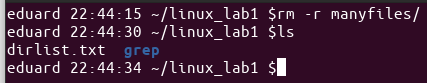 eduard 22:44:15 ~/linux_lab1 $rm -r manyfiles/
eduard 22:44:30 ~/linux_lab1 $ls
dirlist.txt  grep
eduard 22:44:34 ~/linux_lab1 $